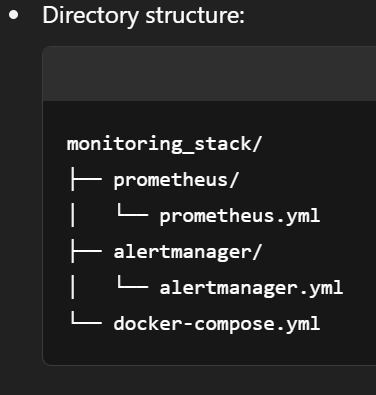 Directory structure:
monitoring_stack/
├── prometheus/
│   └── prometheus.yml
├── alertmanager/
│   └── alertmanager.yml
└── docker-compose.yml